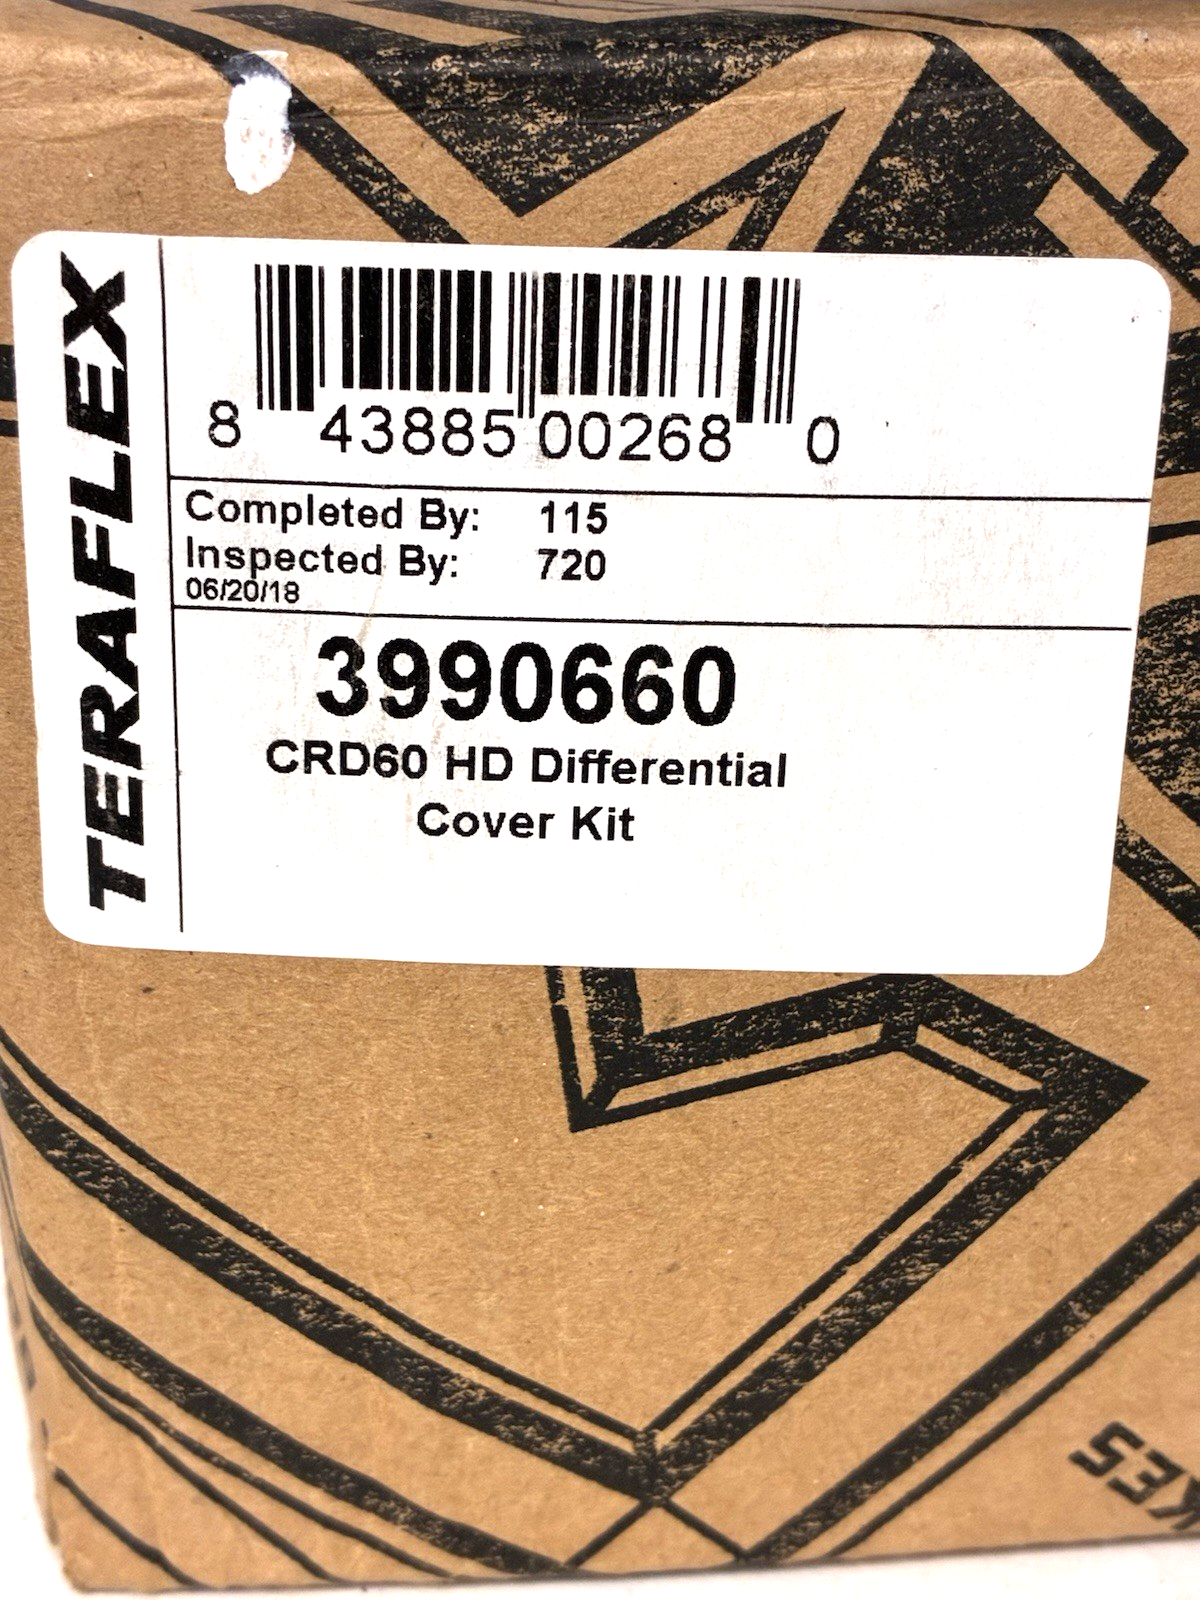 TERAFLEX
8 43885 00268 0
Completed By: 115
Inspected By: 720
06/20/18
3990660
CRD60 HD Differential
Cover Kit